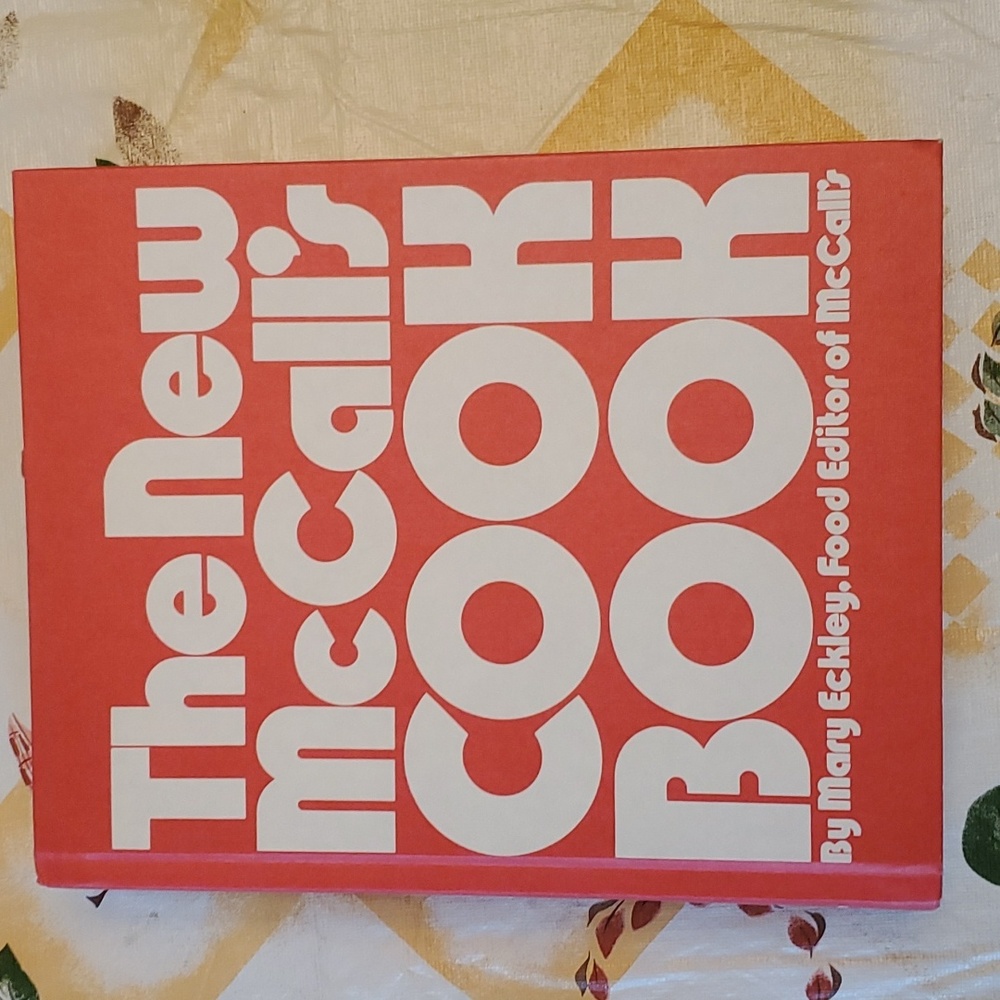 The New
McCall's
COOK
BOOK
By Mary Eckley, Food Editor of McCall's